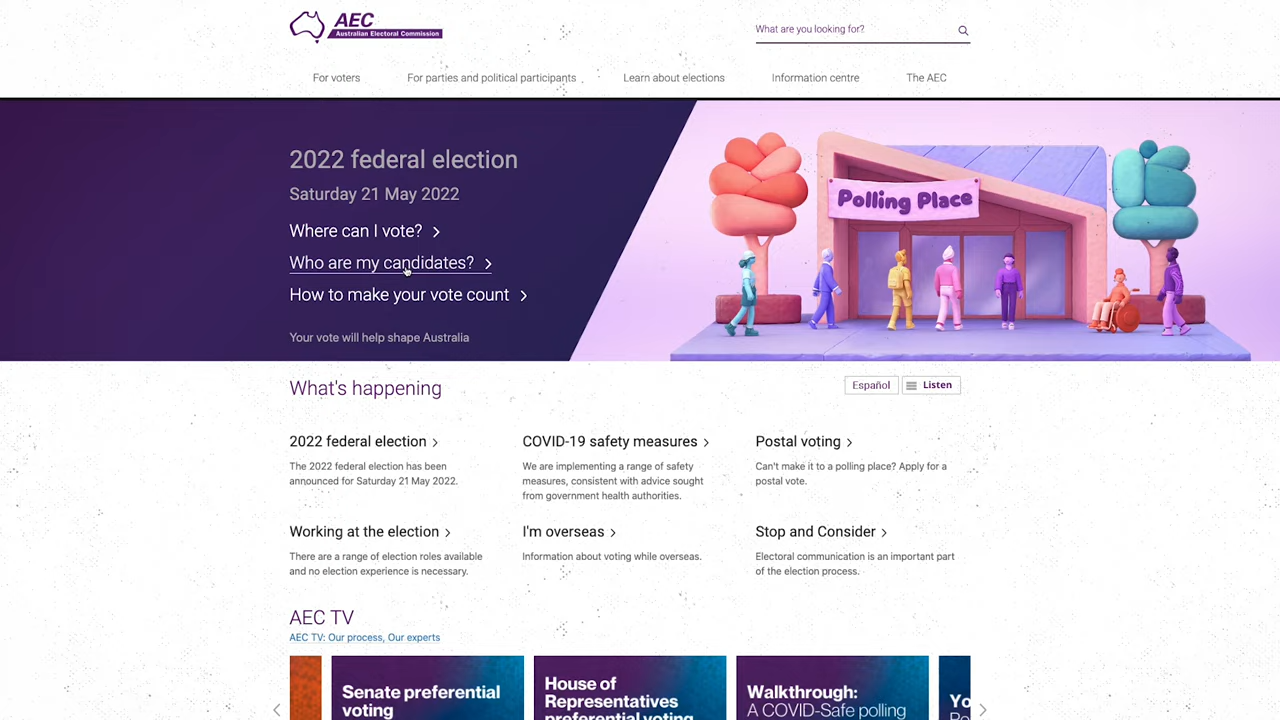 AEC
Australian Electoral Commission
What are you looking for?
For voters
For parties and political participants
Learn about elections
Information centre
The AEC
2022 federal election
Saturday 21 May 2022
Where can I vote?
Who are my candidates?
How to make your vote count
Your vote will help shape Australia
Polling Place
What's happening
Español
Listen
2022 federal election
The 2022 federal election has been
announced for Saturday 21 May 2022.
COVID-19 safety measures
We are implementing a range of safety
measures, consistent with advice sought
from government health authorities.
Postal voting
Can't make it to a polling place? Apply for a
postal vote.
Working at the election
There are a range of election roles available
and no election experience is necessary.
I'm overseas
Information about voting while overseas.
Stop and Consider
Electoral communication is an important part
of the election process.
AEC TV
AEC TV: Our process, Our experts
Senate preferential
voting
House of
Representatives
preferential voting
Walkthrough:
A COVID-Safe polling